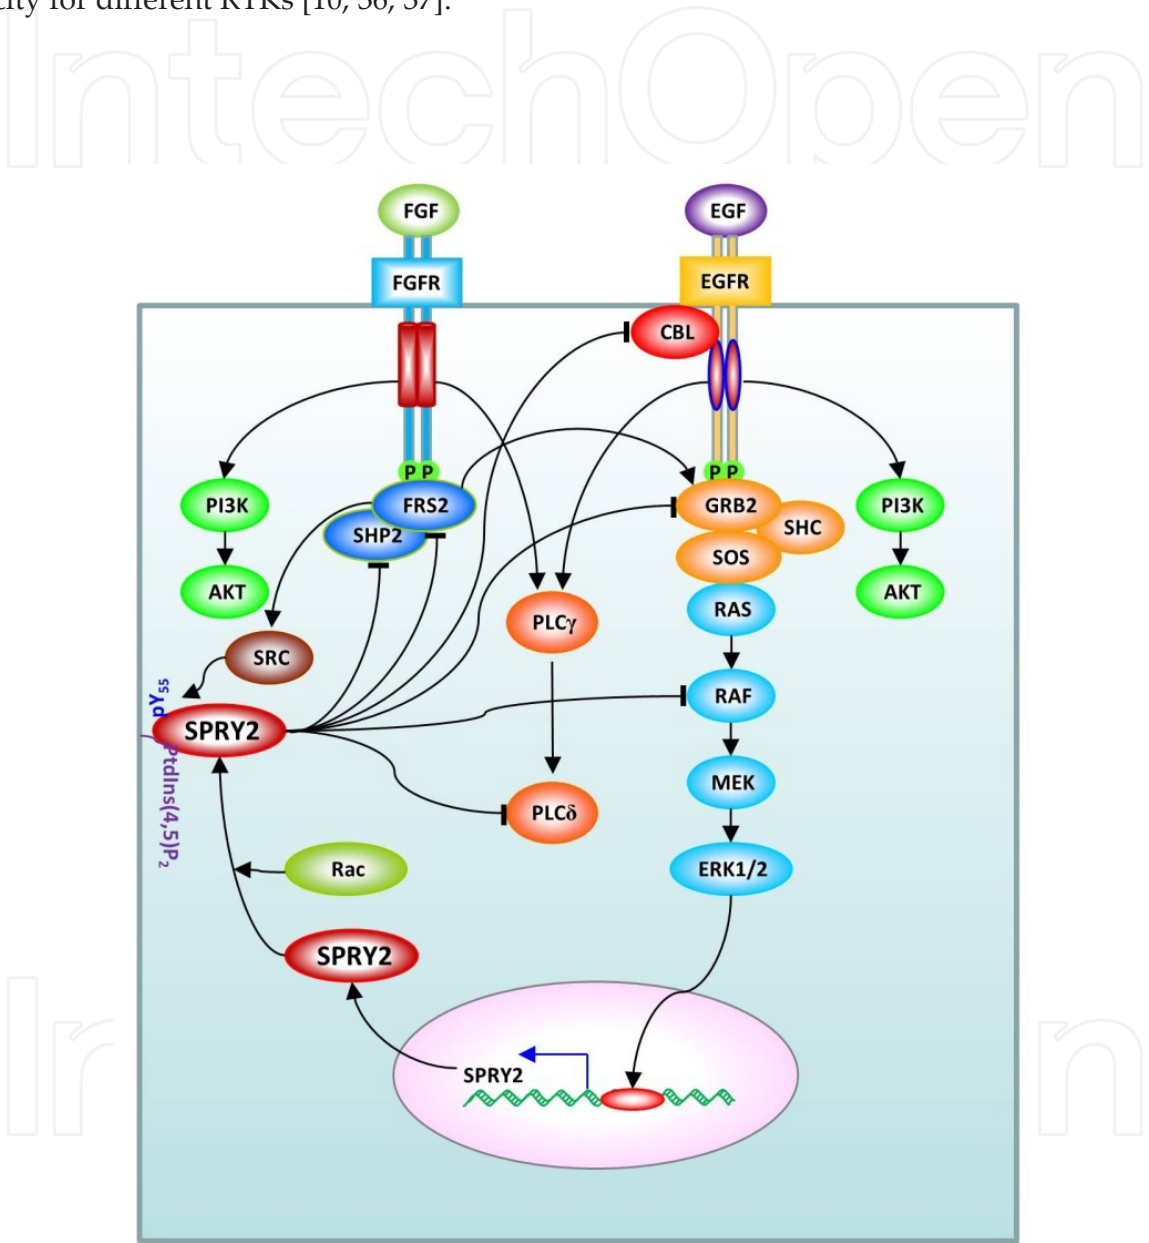 city for different RTKs [10, 36, 37].
IntechOpen
FGF
EGF
FGFR
EGFR
CBL
P P
P P
PI3K
FRS2
GRB2
PI3K
SHP2
SHC
SOS
AKT
AKT
RAS
PLCγ
SRC
pY55
RAF
SPRY2
PtdIns(4,5)P2
MEK
PLCδ
Rac
ERK1/2
SPRY2
SPRY2